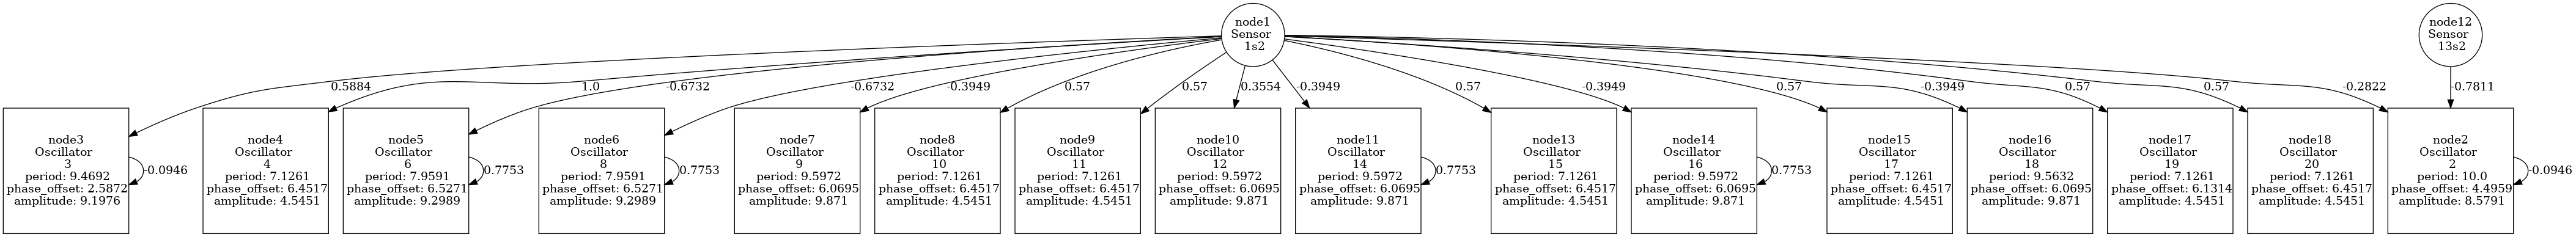 node1
Sensor
1s2
node12
Sensor
13s2
0.5884
1.0
-0.6732
-0.6732
-0.3949
0.57
0.57
0.3554
-0.3949
0.57
-0.3949
0.57
-0.3949
0.57
0.57
-0.2822
-0.7811
node3
Oscillator
3
period: 9.4692
phase_offset: 2.5872
amplitude: 9.1976
-0.0946
node4
Oscillator
4
period: 7.1261
phase_offset: 6.4517
amplitude: 4.5451
node5
Oscillator
6
period: 7.9591
phase_offset: 6.5271
amplitude: 9.2989
0.7753
node6
Oscillator
8
period: 7.9591
phase_offset: 6.5271
amplitude: 9.2989
0.7753
node7
Oscillator
9
period: 9.5972
phase_offset: 6.0695
amplitude: 9.871
node8
Oscillator
10
period: 7.1261
phase_offset: 6.4517
amplitude: 4.5451
node9
Oscillator
11
period: 7.1261
phase_offset: 6.4517
amplitude: 4.5451
node10
Oscillator
12
period: 9.5972
phase_offset: 6.0695
amplitude: 9.871
node11
Oscillator
14
period: 9.5972
phase_offset: 6.0695
amplitude: 9.871
0.7753
node13
Oscillator
15
period: 7.1261
phase_offset: 6.4517
amplitude: 4.5451
node14
Oscillator
16
period: 9.5972
phase_offset: 6.0695
amplitude: 9.871
0.7753
node15
Oscillator
17
period: 7.1261
phase_offset: 6.4517
amplitude: 4.5451
node16
Oscillator
18
period: 9.5632
phase_offset: 6.0695
amplitude: 9.871
node17
Oscillator
19
period: 7.1261
phase_offset: 6.1314
amplitude: 4.5451
node18
Oscillator
20
period: 7.1261
phase_offset: 6.4517
amplitude: 4.5451
node2
Oscillator
2
period: 10.0
phase_offset: 4.4959
amplitude: 8.5791
-0.0946